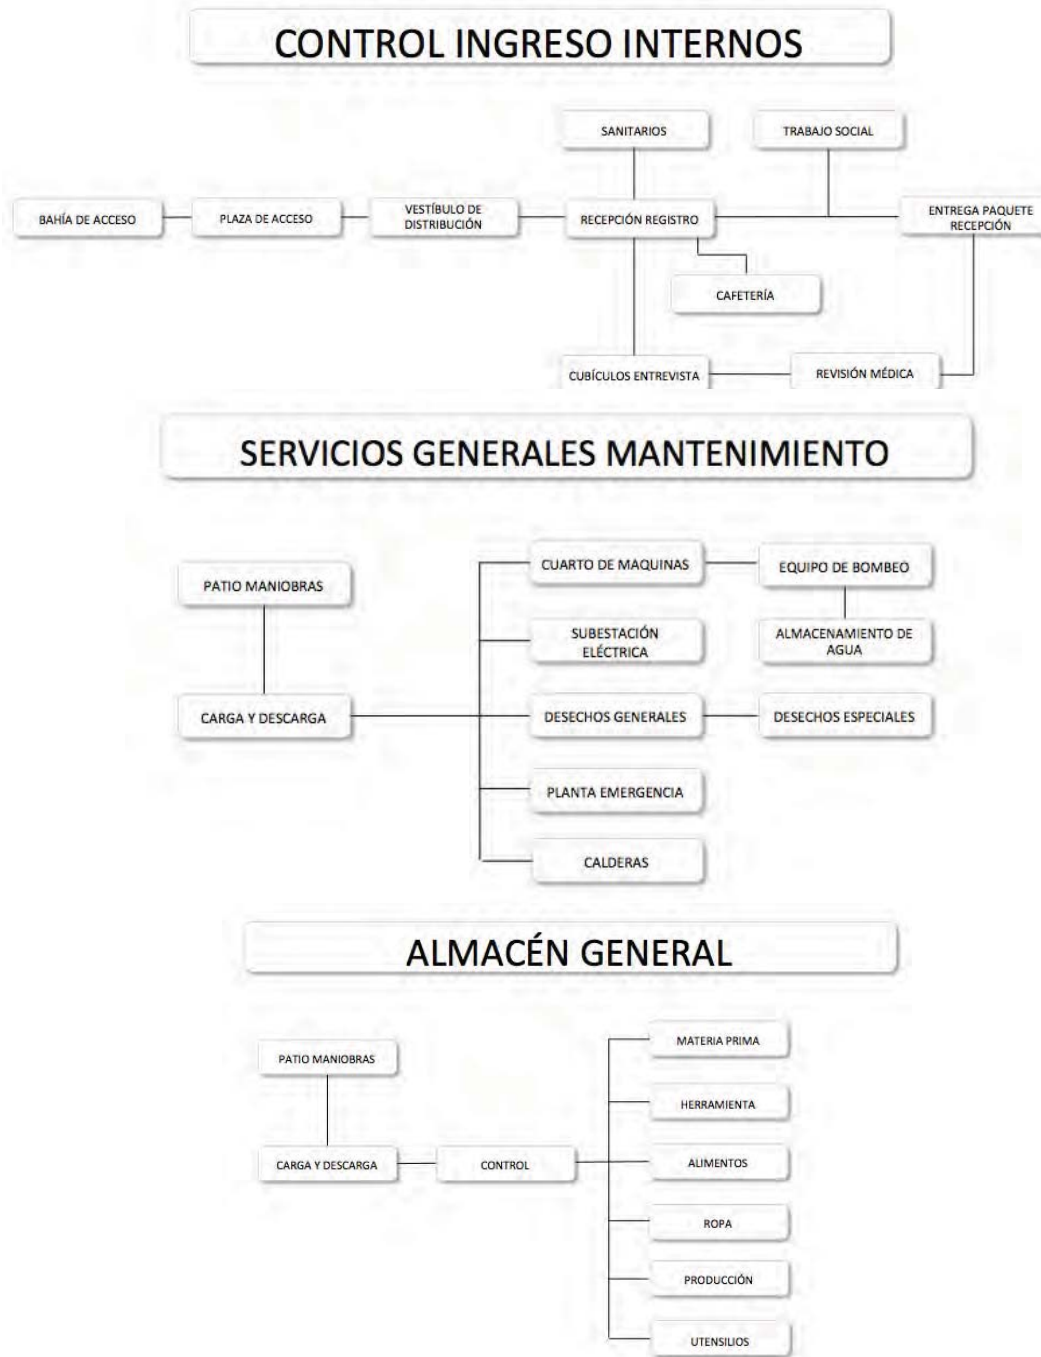 CONTROL INGRESO INTERNOS
SANITARIOS
TRABAJO SOCIAL
BAHÍA DE ACCESO
PLAZA DE ACCESO
VESTÍBULO DE
DISTRIBUCIÓN
RECEPCIÓN REGISTRO
ENTREGA PAQUETE
RECEPCIÓN
CAFETERÍA
CUBÍCULOS ENTREVISTA
REVISIÓN MÉDICA
SERVICIOS GENERALES MANTENIMIENTO
PATIO MANIOBRAS
CUARTO DE MAQUINAS
EQUIPO DE BOMBEO
SUBESTACIÓN
ELÉCTRICA
ALMACENAMIENTO DE
AGUA
CARGA Y DESCARGA
DESECHOS GENERALES
DESECHOS ESPECIALES
PLANTA EMERGENCIA
CALDERAS
ALMACÉN GENERAL
PATIO MANIOBRAS
MATERIA PRIMA
HERRAMIENTA
CARGA Y DESCARGA
CONTROL
ALIMENTOS
ROPA
PRODUCCIÓN
UTENSILIOS